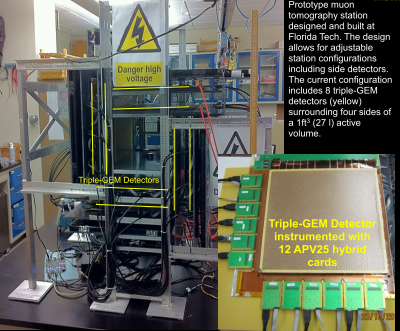 Prototype muon
tomography station
designed and built at
Florida Tech. The design
allows for adjustable
station configurations
including side detectors.
The current configuration
includes 8 triple-GEM
detectors (yellow)
surrounding four sides of
a 1ft³ (27 l) active
volume.
Danger high
voltage
Triple-GEM Detectors
Triple-GEM Detector
instrumented with
12 APV25 hybrid
cards